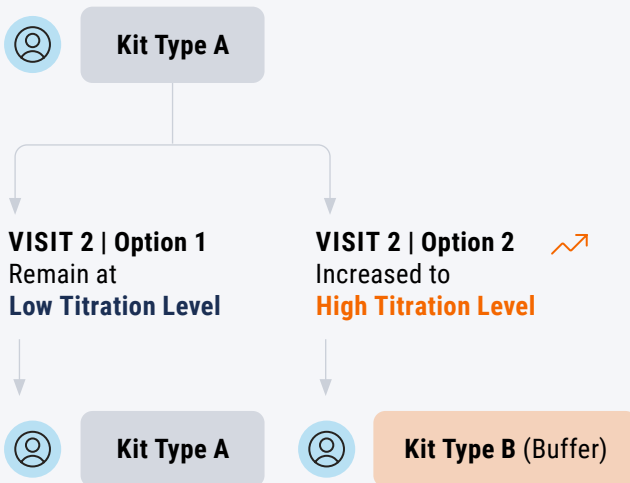 Kit Type A
VISIT 2 | Option 1
Remain at
Low Titration Level
VISIT 2 | Option 2
Increased to
High Titration Level
Kit Type A
Kit Type B (Buffer)